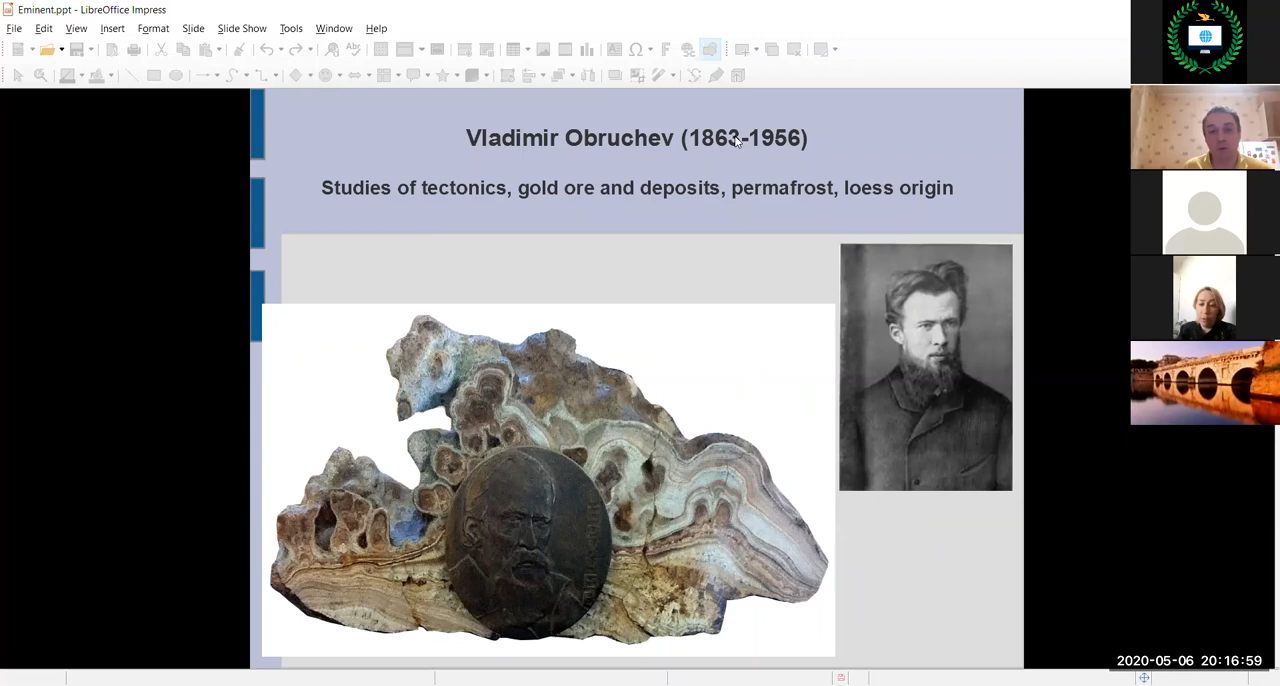 Eminent.ppt - LibreOffice Impress
File Edit View Insert Format Slide Slide Show Tools Window Help
Vladimir Obruchev (1863-1956)
Studies of tectonics, gold ore and deposits, permafrost, loess origin
2020-05-06 20:16:59